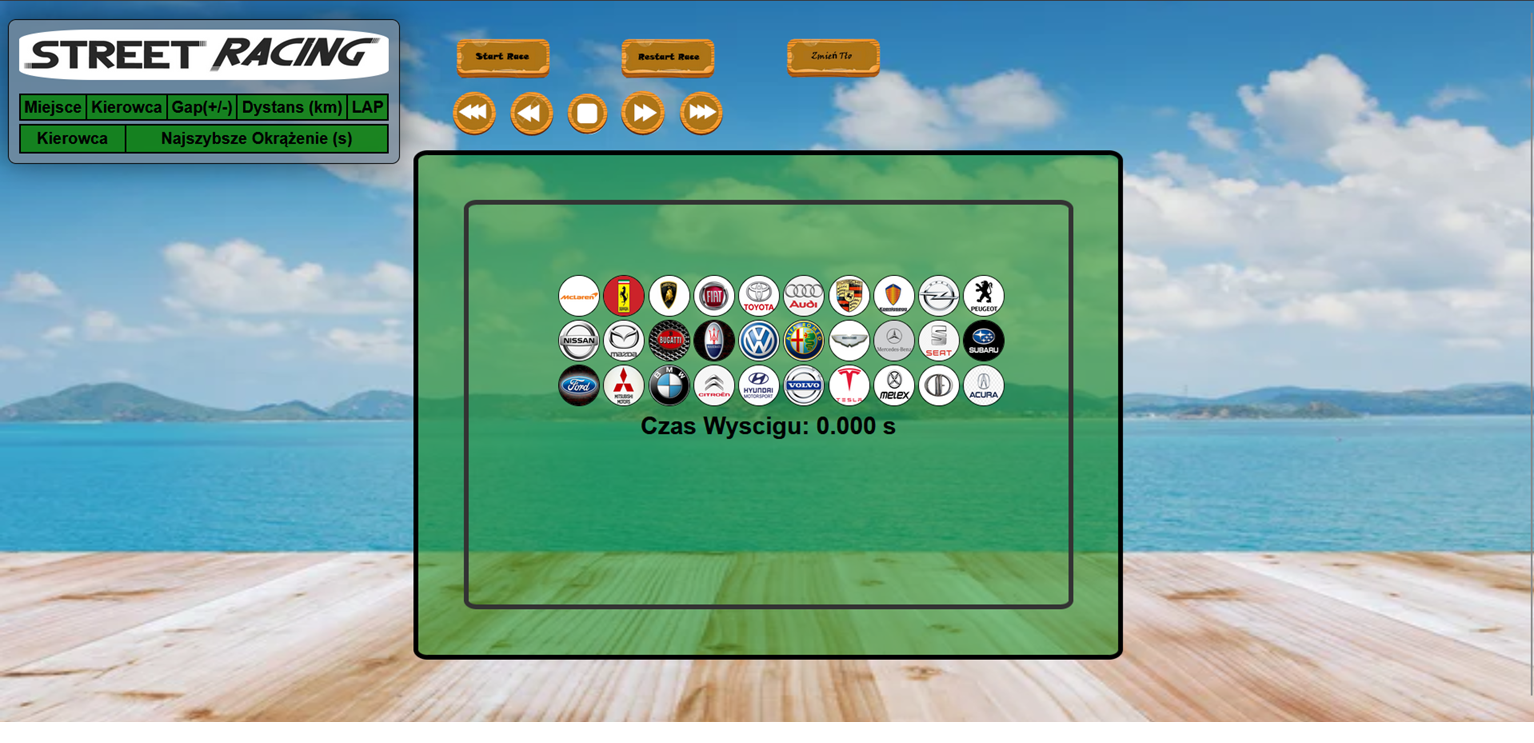 STREET RACING
Miejsce Kierowca Gap(+/-) Dystans (km) LAP
Kierowca Najszybsze Okrążenie (s)
Start Race Restart Race Zmień Tło
McLaren FIAT TOYOTA Audi PEUGEOT
NISSAN mazda BUGATTI Mercedes-Benz SEAT SUBARU
Ford MITSUBISHI MOTORS BMW CITROËN HYUNDAI MOTORSPORT VOLVO TESLA melex ACURA
Czas Wyscigu: 0.000 s